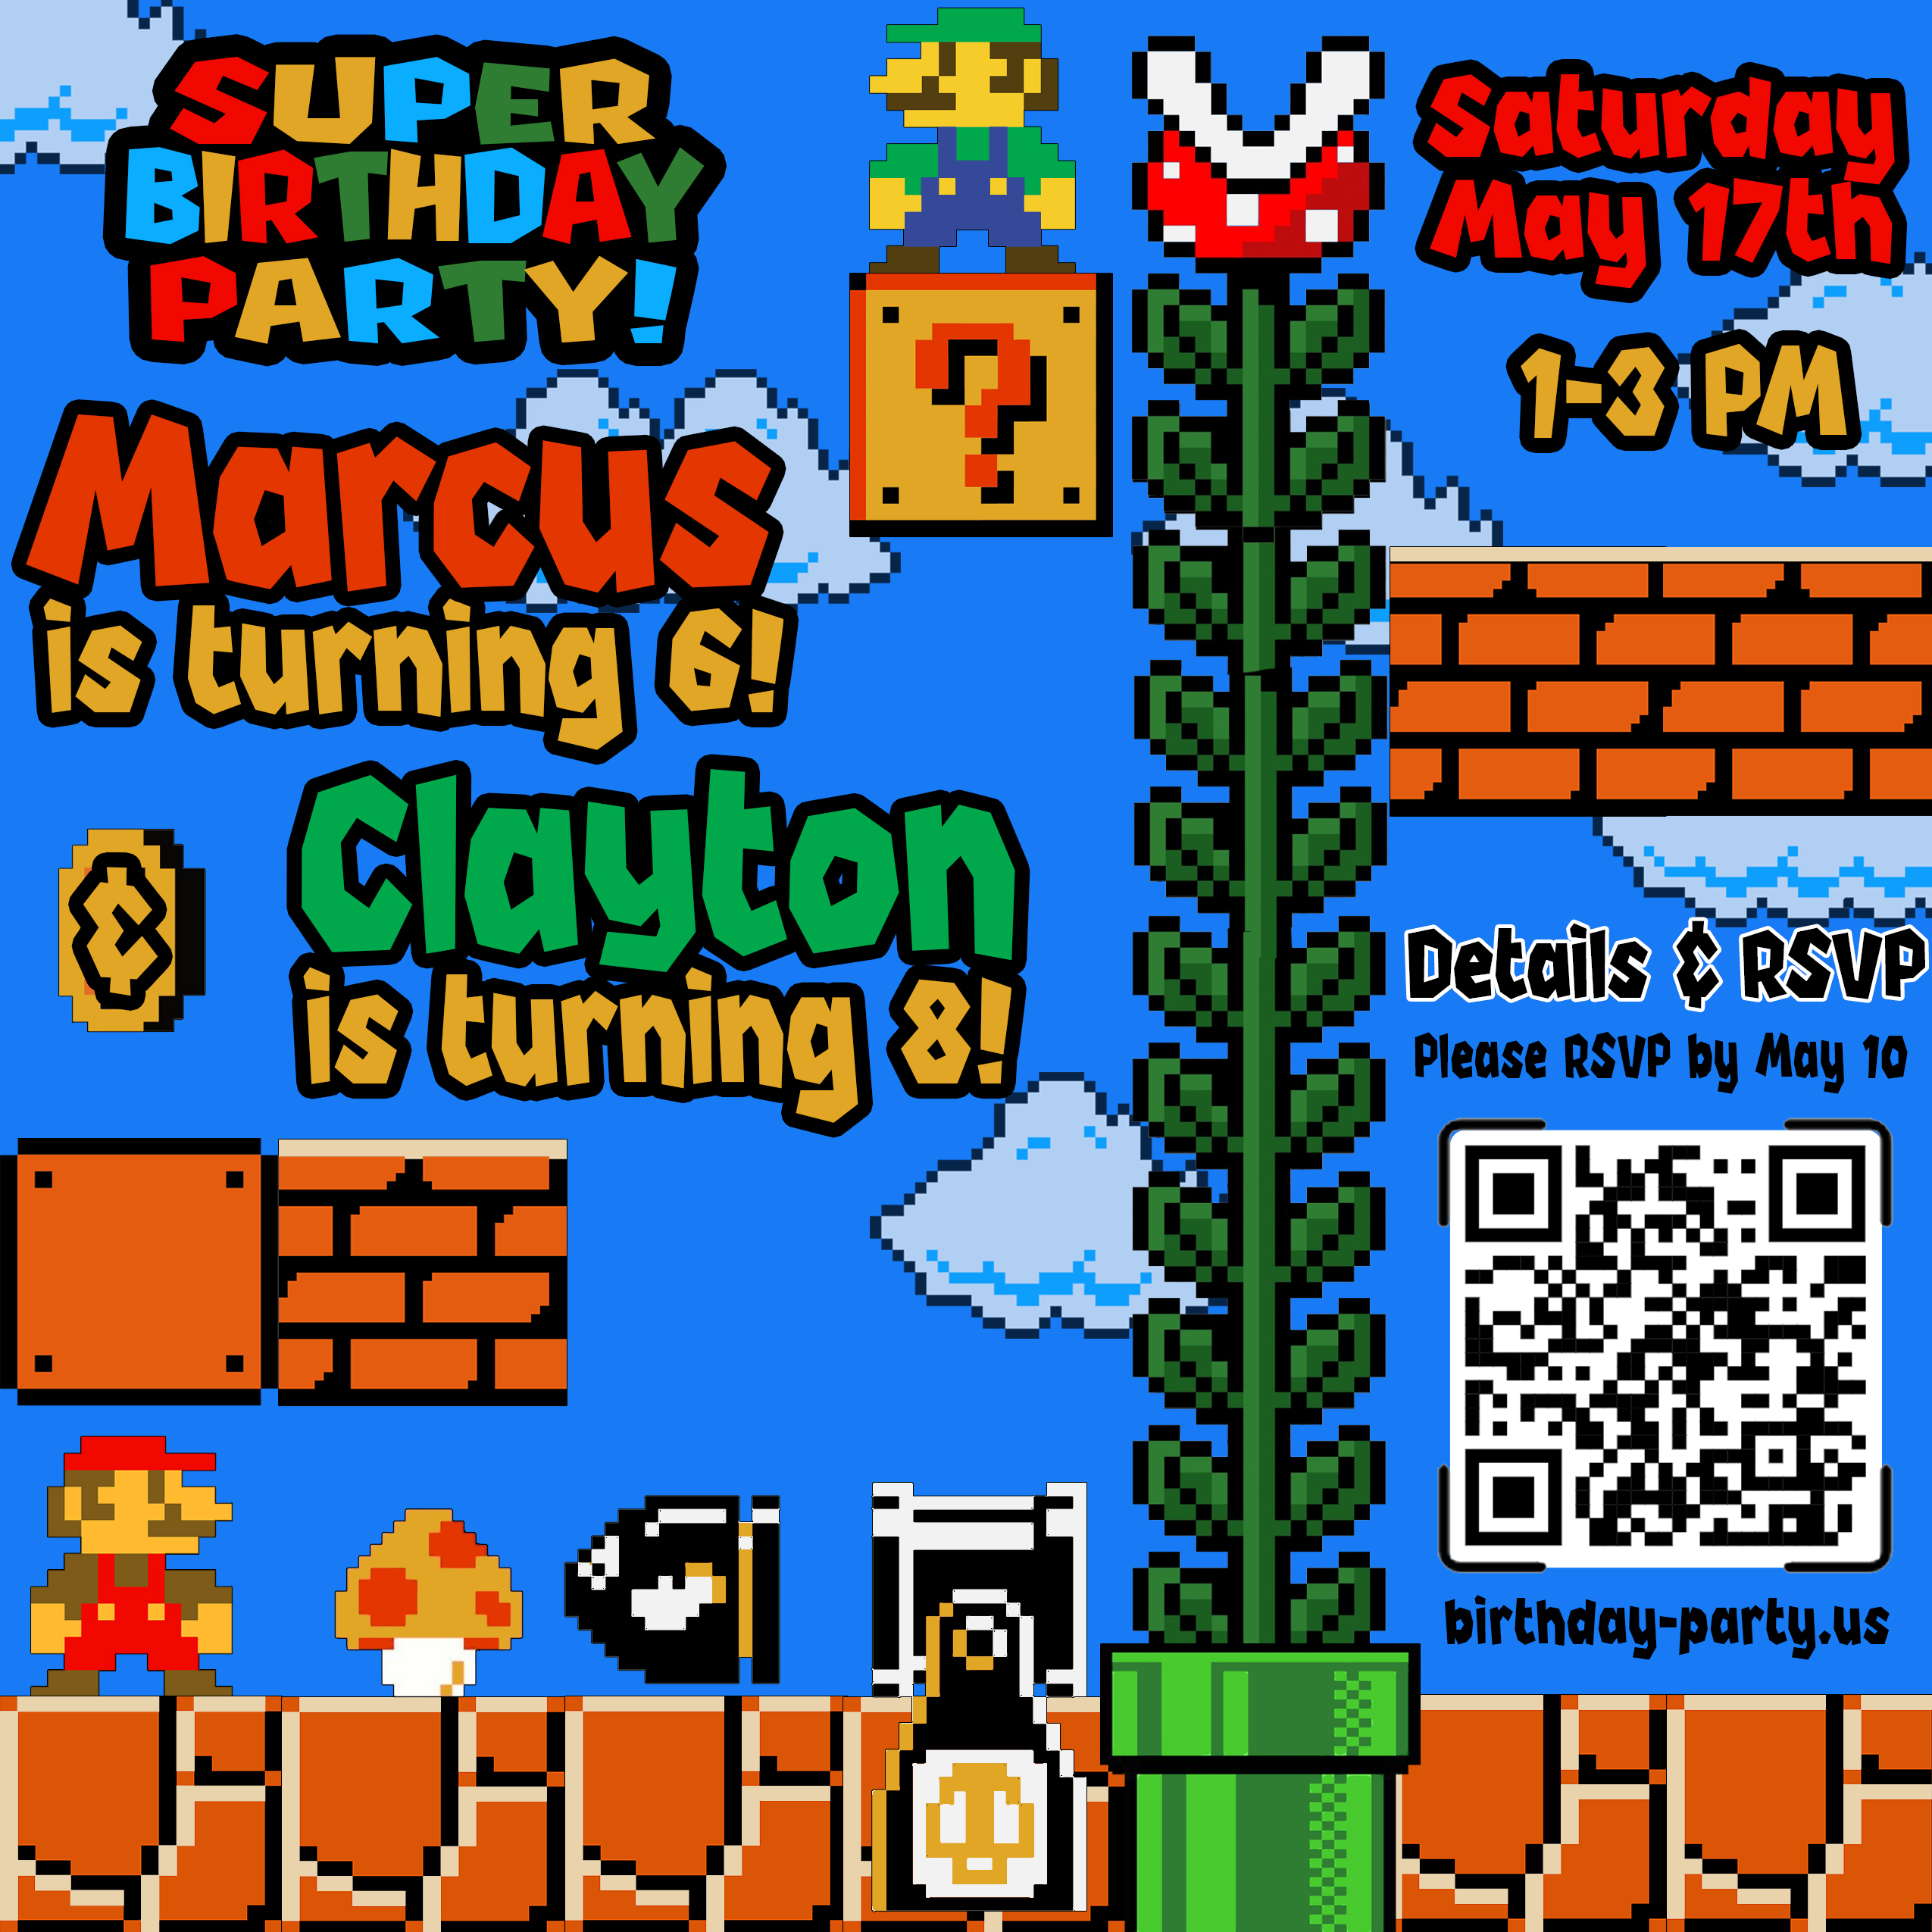 SUPER
BIRTHDAY
PARTY!
Saturday
May 17th
1-3 PM
Marcus
is turning 6!
&
Clayton
is turning 8!
?
Details & RSVP
Please RSVP by May 10
birthday-party.us